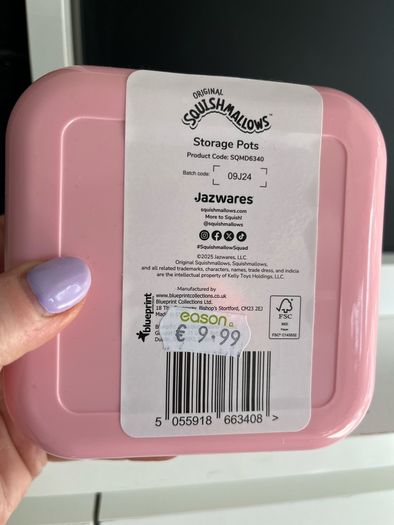 ORIGINAL
SQUISHMALLOWS™
Storage Pots
Product Code: SQMD6340
Batch code: 09J24
Jazwares
squishmallows.com
More to Squish!
@squishmallows
#SquishmallowSquad
©2025 Jazwares, LLC.
Original Squishmallows, Squishmallows,
and all related trademarks, characters, names, trade dress, and indicia
are the intellectual property of Kelly Toys Holdings, LLC.
Manufactured by
www.blueprintcollections.co.uk
Blueprint Collections Ltd.
Bishop's Stortford, CM23 2EJ
blueprint
FSC
eason
€ 9.99
5 055918 663408 >